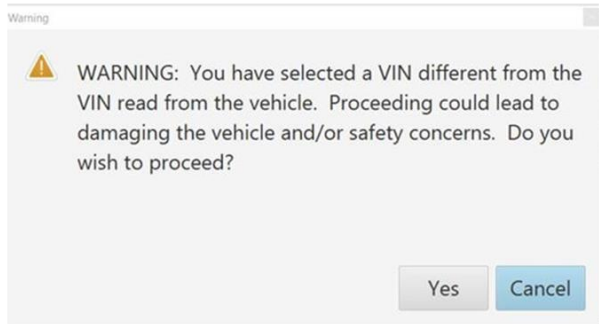 Warning
WARNING:  You have selected a VIN different from the
VIN read from the vehicle.  Proceeding could lead to
damaging the vehicle and/or safety concerns.  Do you
wish to proceed?
Yes
Cancel